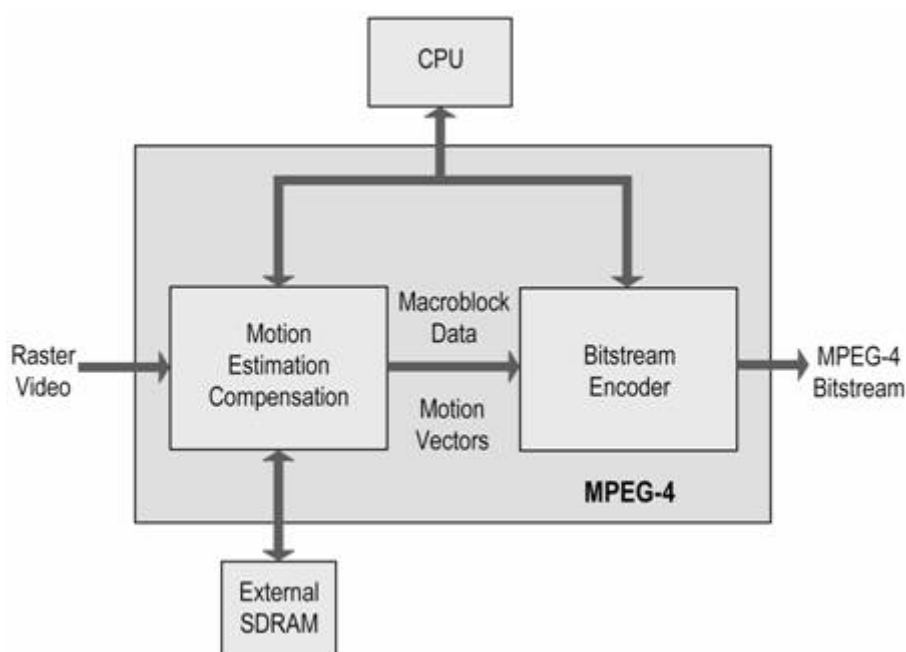 CPU
Raster
Video
Motion
Estimation
Compensation
Macroblock
Data
Motion
Vectors
Bitstream
Encoder
MPEG-4
Bitstream
MPEG-4
External
SDRAM